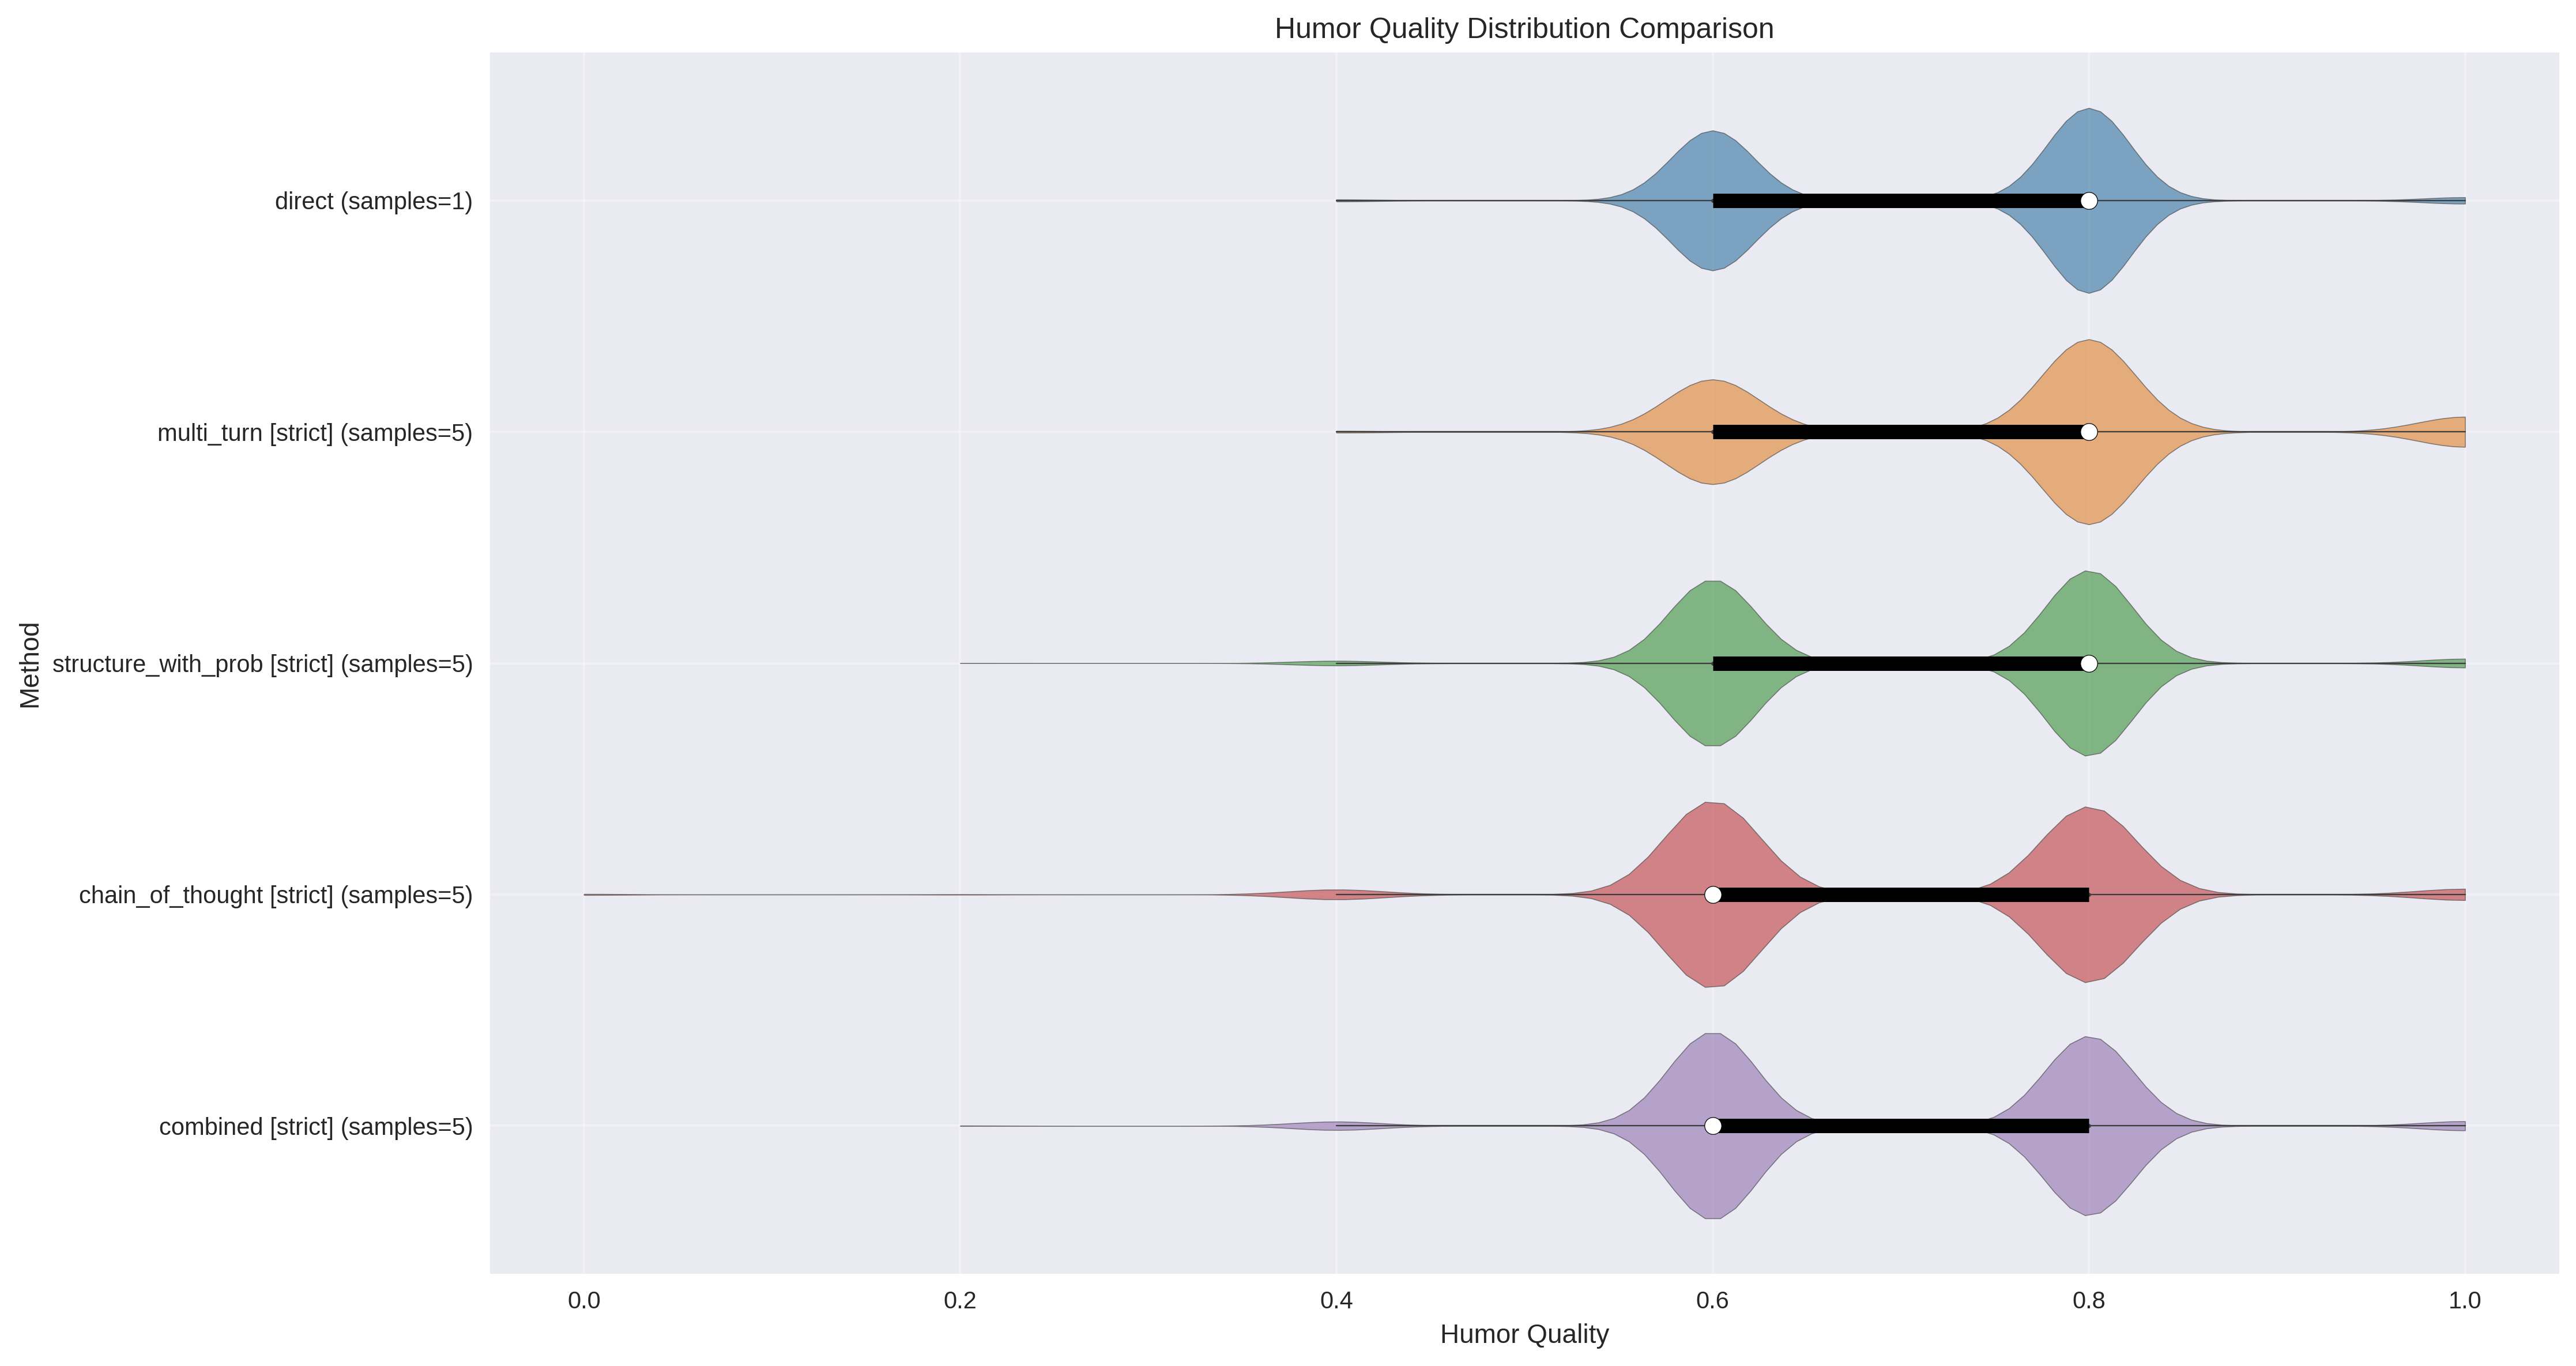 Humor Quality Distribution Comparison
direct (samples=1)
multi_turn [strict] (samples=5)
structure_with_prob [strict] (samples=5)
chain_of_thought [strict] (samples=5)
combined [strict] (samples=5)
Method
0.0 0.2 0.4 0.6 0.8 1.0
Humor Quality